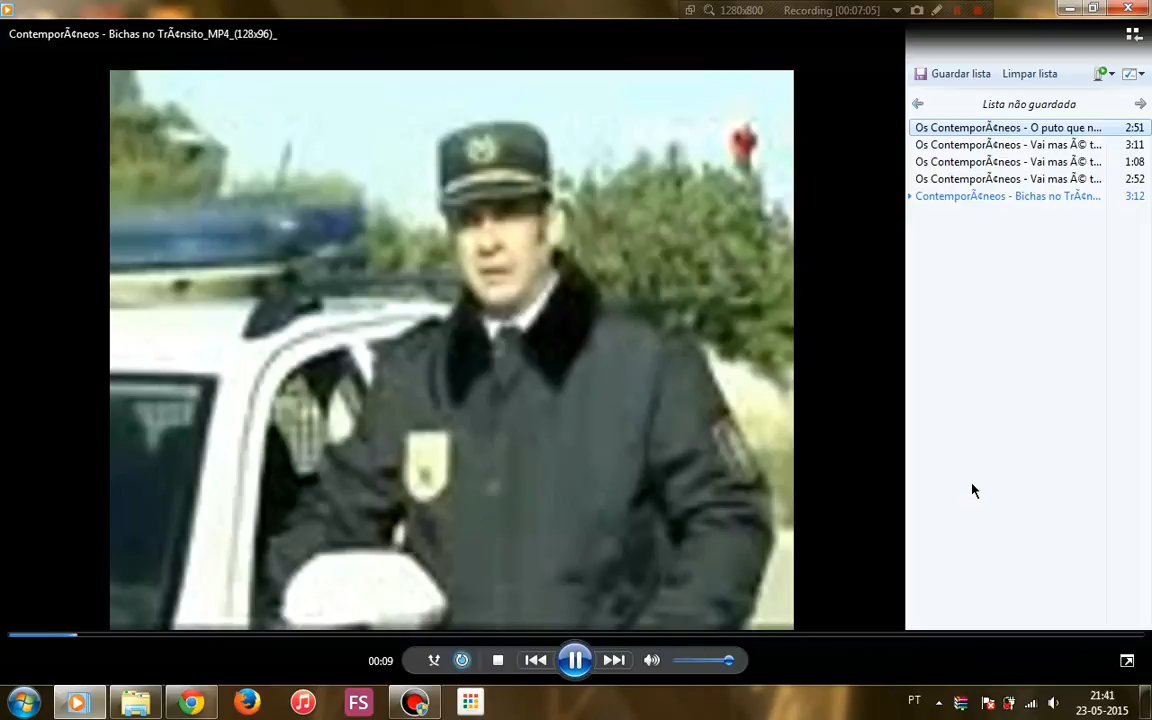 1280x800
Recording [00:07:05]
ContemporÃ¢neos - Bichas no TrÃ¢nsito_MP4_(128x96)_
Guardar lista
Limpar lista
Lista não guardada
Os ContemporÃ¢neos - O puto que n... 2:51
Os ContemporÃ¢neos - Vai mas Ã© t... 3:11
Os ContemporÃ¢neos - Vai mas Ã© t... 1:08
Os ContemporÃ¢neos - Vai mas Ã© t... 2:52
ContemporÃ¢neos - Bichas no TrÃ¢n... 3:12
00:09
FS
PT
21:41
23-05-2015